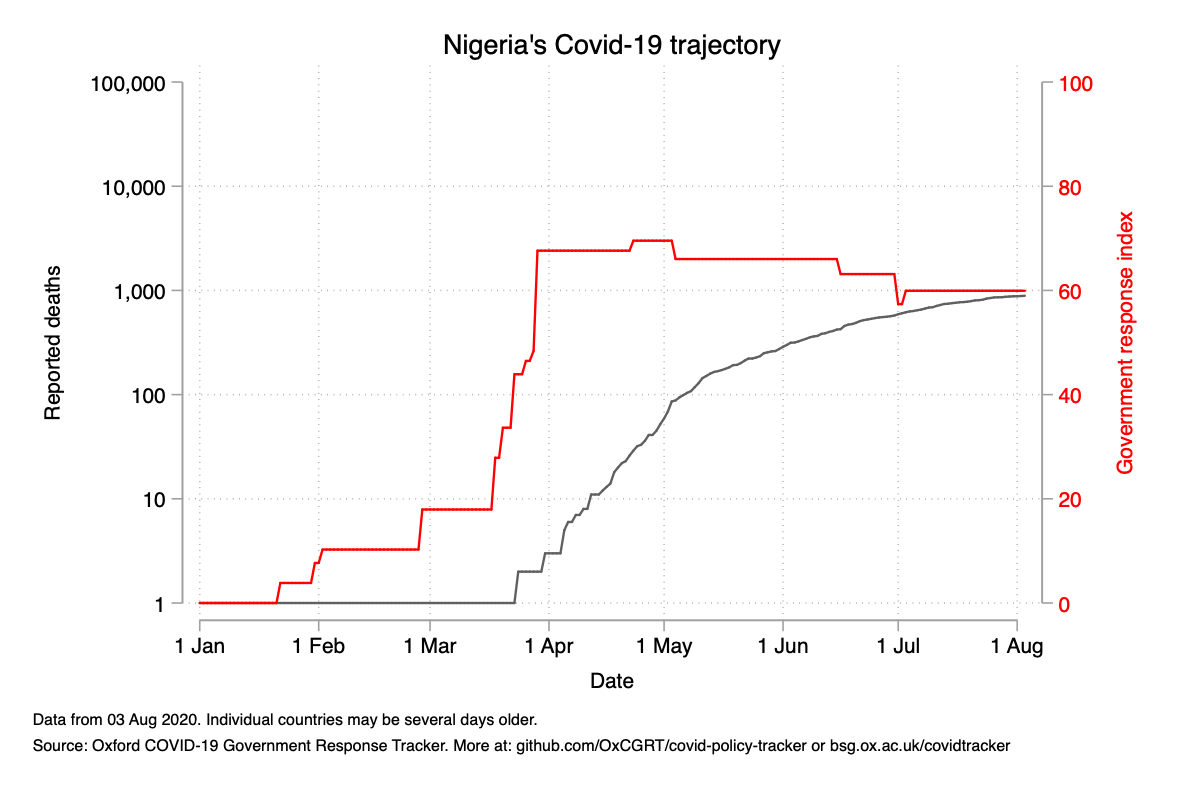 Nigeria's Covid-19 trajectory
100,000
10,000
1,000
100
10
1
Reported deaths
100
80
60
40
20
0
Government response index
1 Jan 1 Feb 1 Mar 1 Apr 1 May 1 Jun 1 Jul 1 Aug
Date
Data from 03 Aug 2020. Individual countries may be several days older.
Source: Oxford COVID-19 Government Response Tracker. More at: github.com/OxCGRT/covid-policy-tracker or bsg.ox.ac.uk/covidtracker